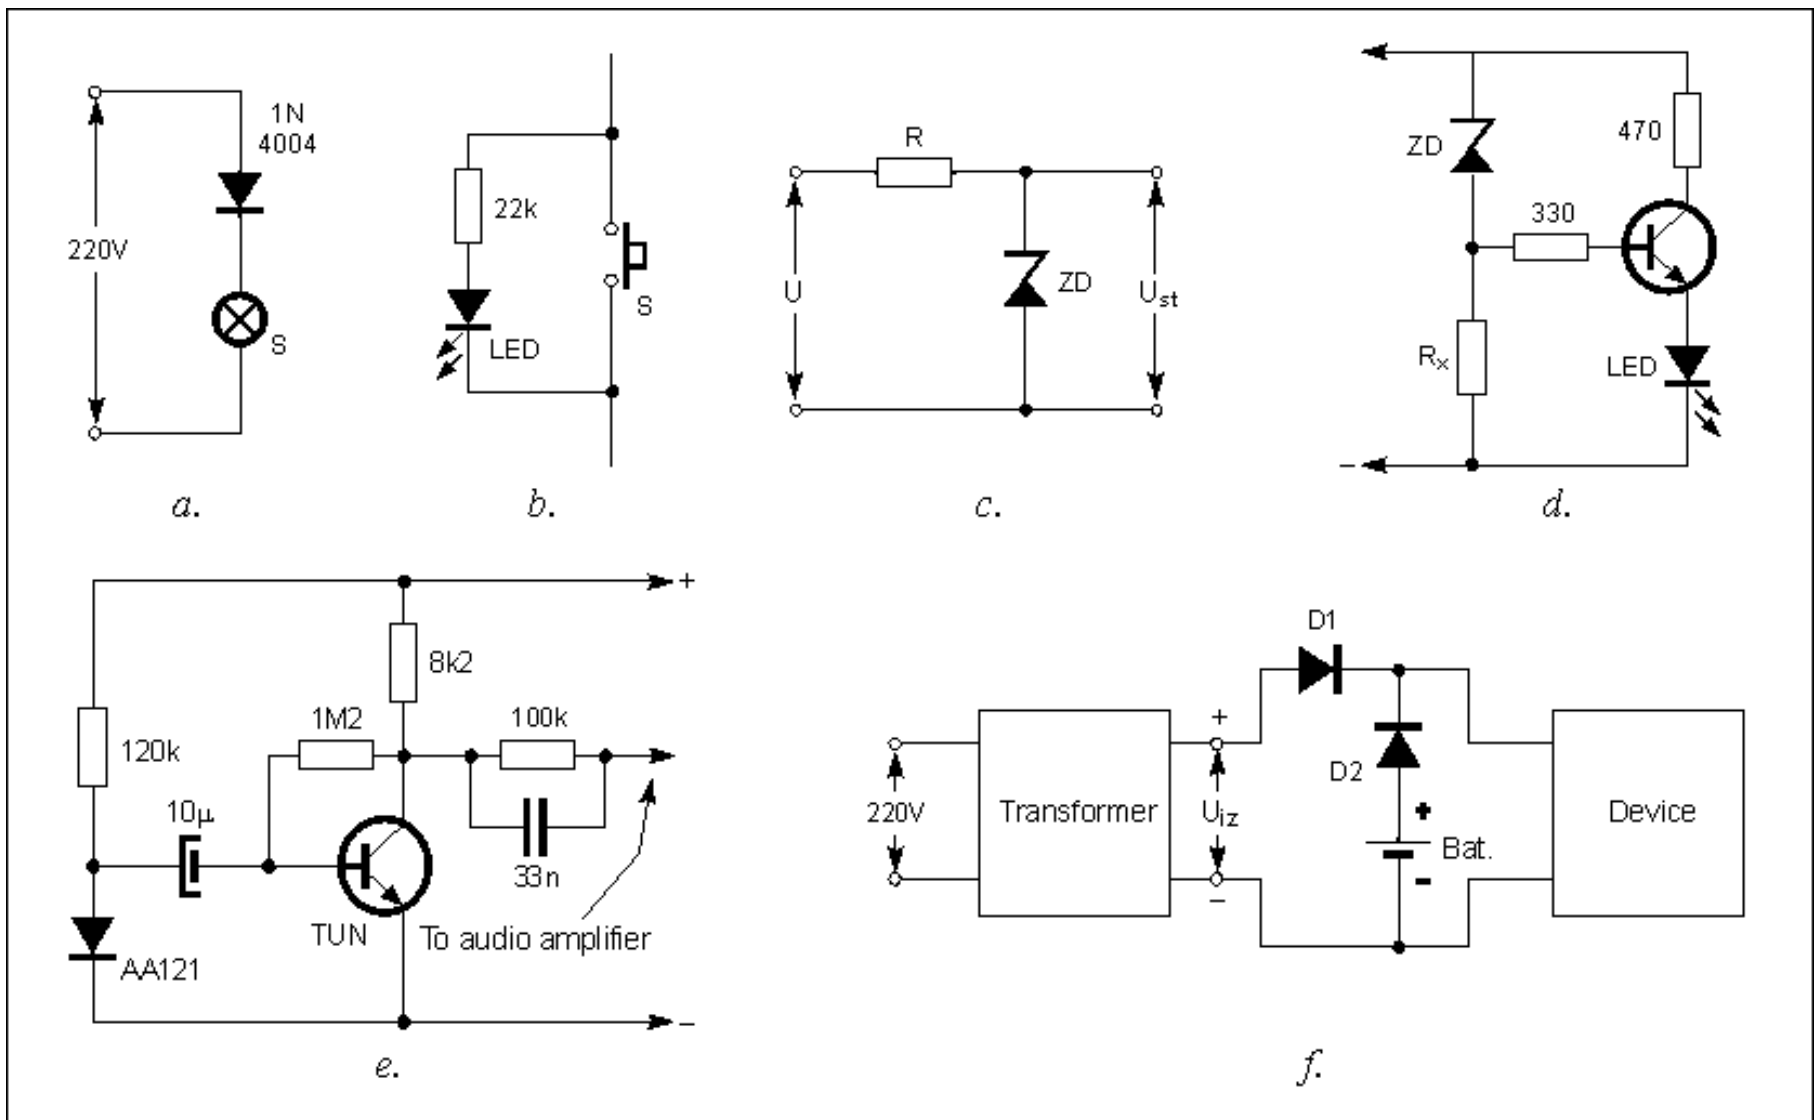 1N
4004
220V
S
a.
22k
LED
S
b.
R
U
ZD
Ust
c.
ZD
470
330
Rx
LED
–
d.
+
8k2
1M2
100k
120k
10µ
33n
TUN
To audio amplifier
AA121
–
e.
D1
+
D2
220V
Transformer
Uiz
+
Bat.
-
Device
–
f.